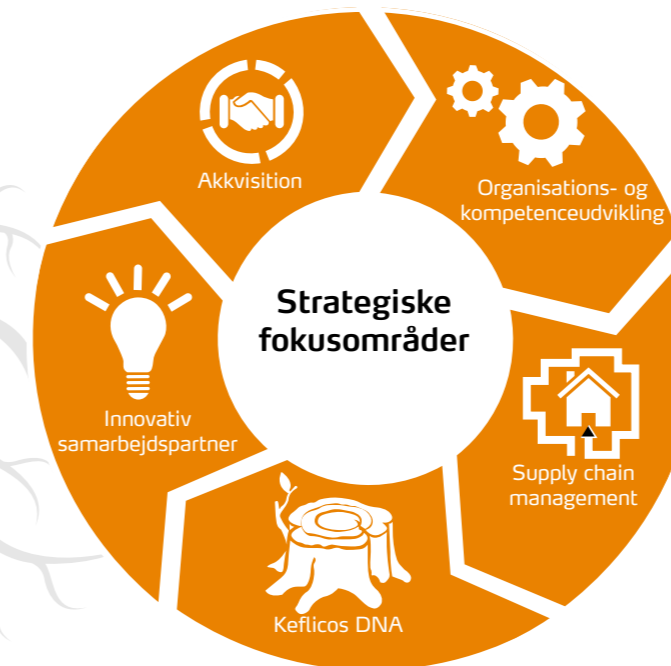 Strategiske
fokusområder
Akkvisition
Organisations- og
kompetenceudvikling
Supply chain
management
Keflicos DNA
Innovativ
samarbejdspartner